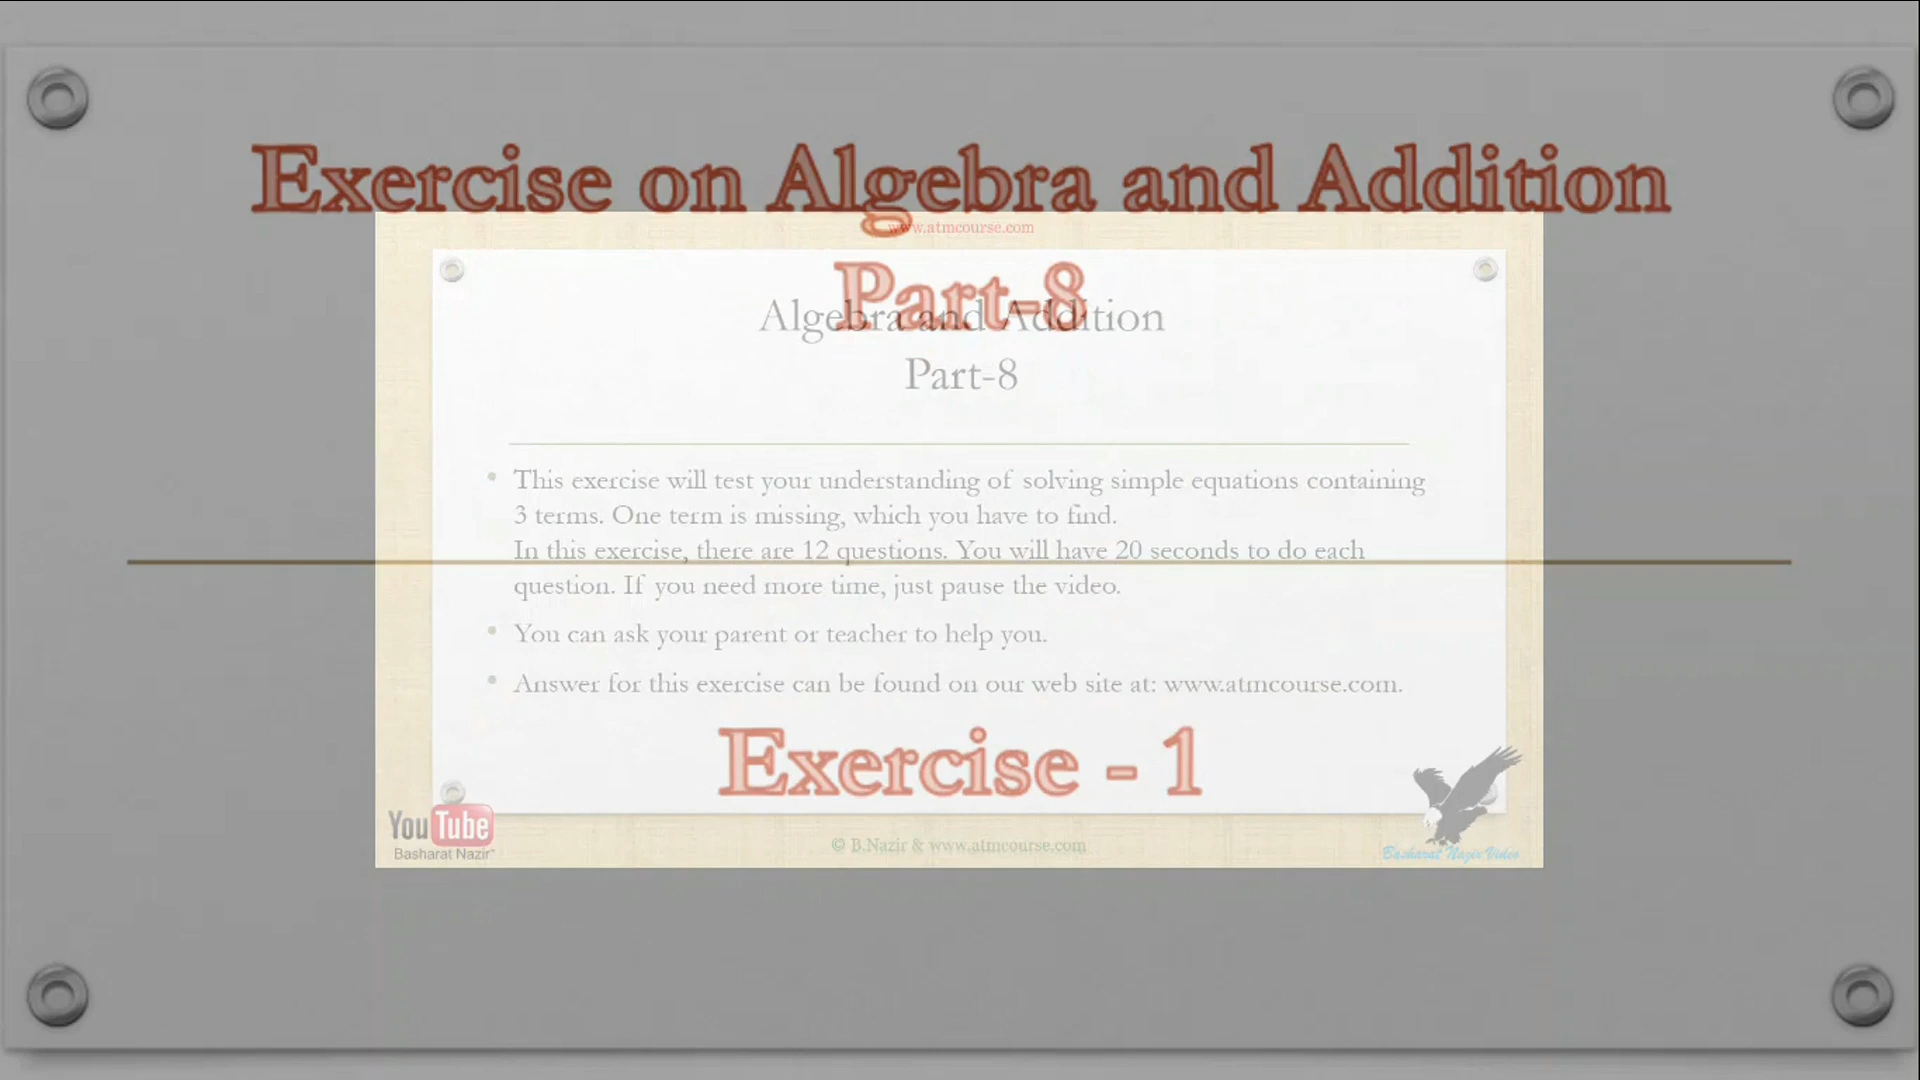 Exercise on Algebra and Addition
www.atmcourse.com
Part-8
Algebra and Addition
Part-8
• This exercise will test your understanding of solving simple equations containing
3 terms. One term is missing, which you have to find.
In this exercise, there are 12 questions. You will have 20 seconds to do each
question. If you need more time, just pause the video.
• You can ask your parent or teacher to help you.
• Answer for this exercise can be found on our web site at: www.atmcourse.com.
Exercise - 1
YouTube
Basharat Nazir
© B.Nazir & www.atmcourse.com
Basharat Nazir Video